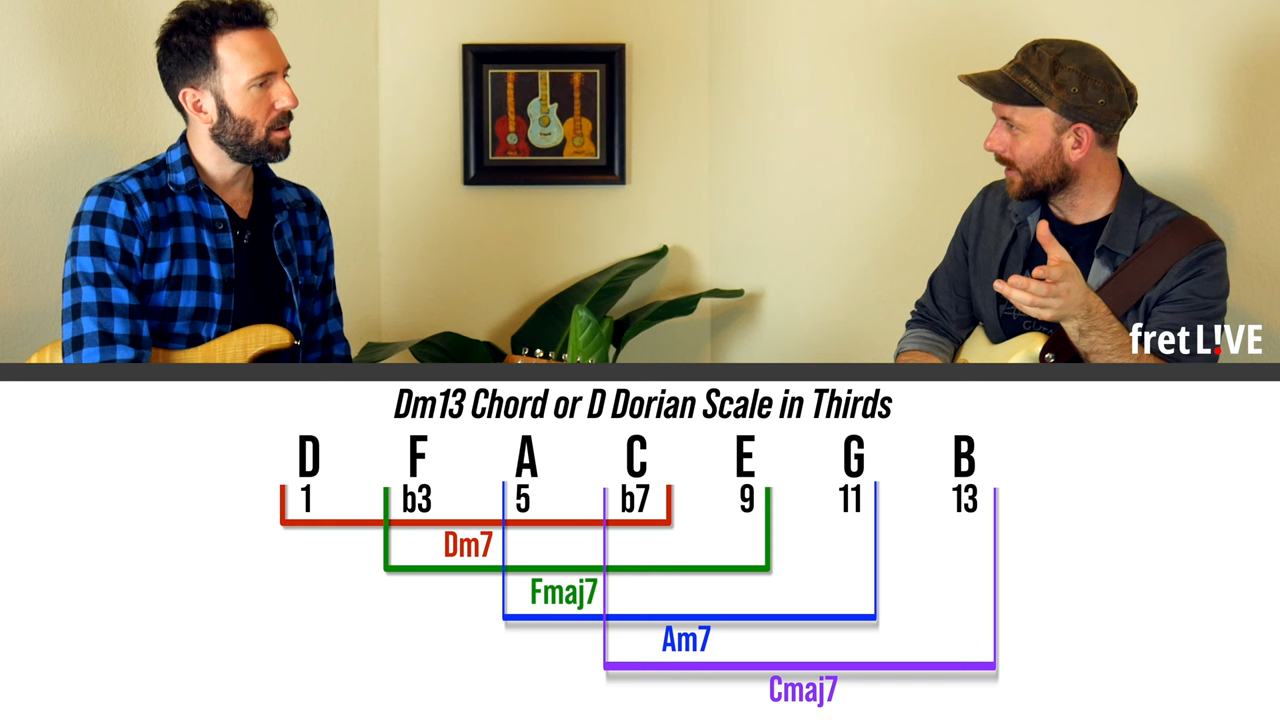 fret L!VE
Dm13 Chord or D Dorian Scale in Thirds
D F A C E G B
1 b3 5 b7 9 11 13
Dm7
Fmaj7
Am7
Cmaj7